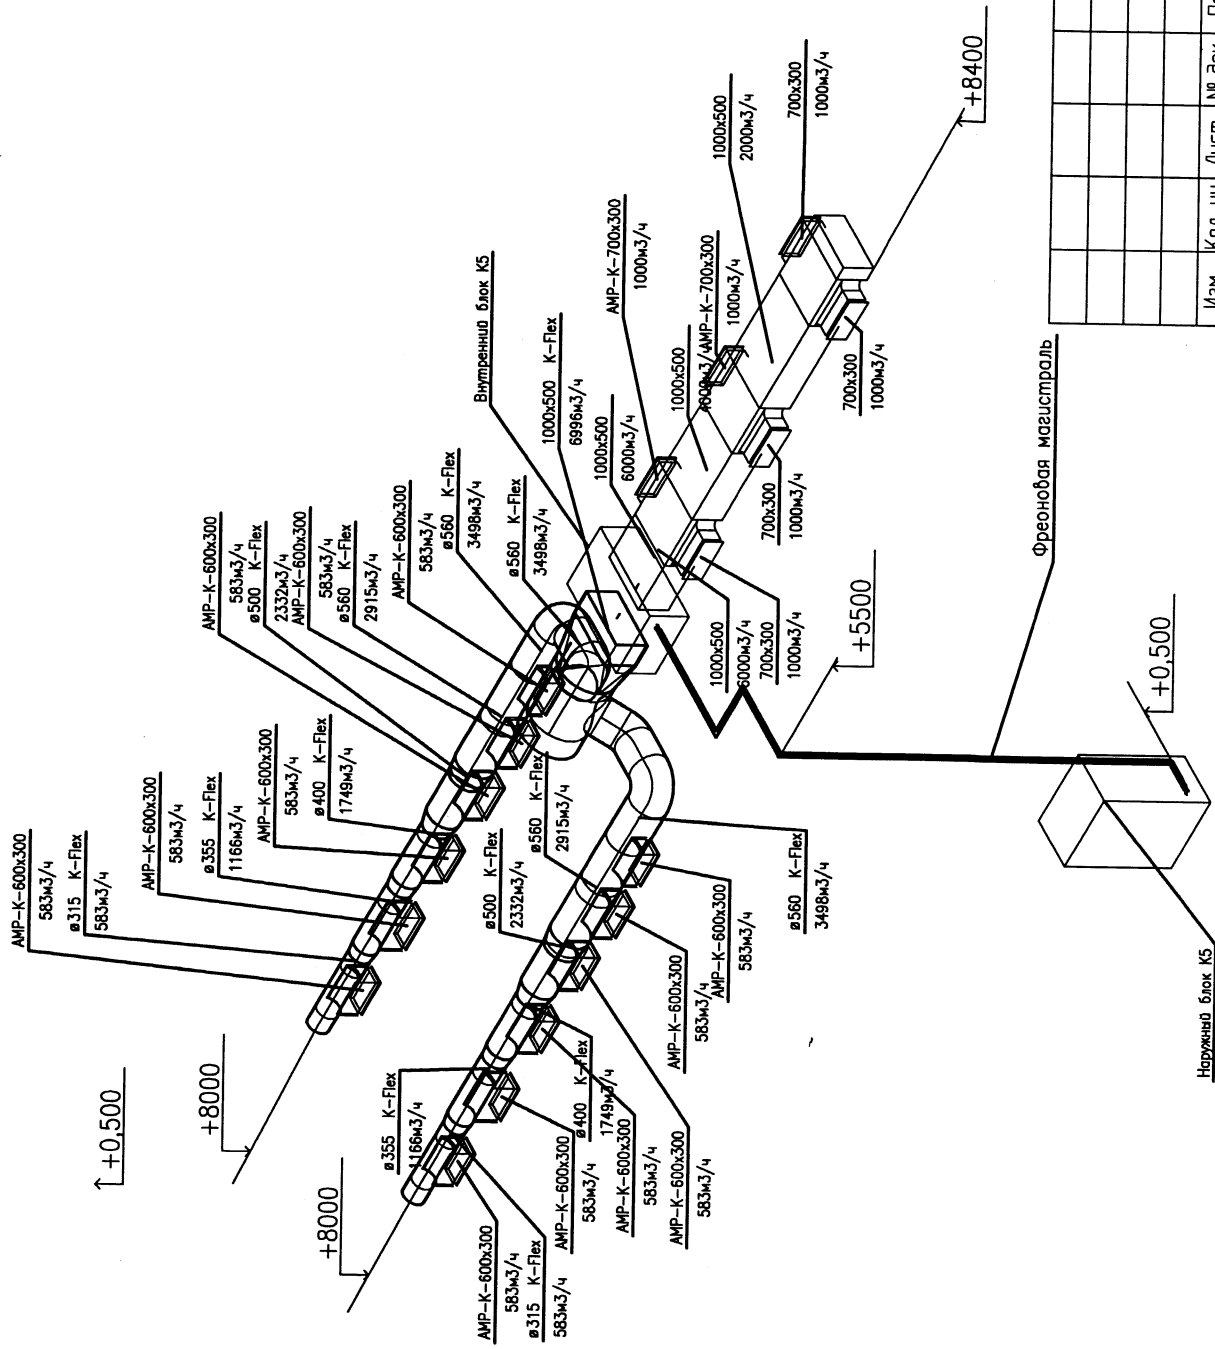 +0,500
+8000
+8000
АМР-К-600х300
583м3/ч
ø315 K-Flex
583м3/ч
АМР-К-600х300
583м3/ч
ø355 K-Flex
1166м3/ч
АМР-К-600х300
583м3/ч
ø400 K-Flex
1749м3/ч
АМР-К-600х300
583м3/ч
ø500 K-Flex
2332м3/ч
АМР-К-600х300
583м3/ч
ø560 K-Flex
2915м3/ч
АМР-К-600х300
583м3/ч
ø560 K-Flex
3498м3/ч
ø560 K-Flex
3498м3/ч
Внутренний блок К5
1000х500 K-Flex
6996м3/ч
1000х500
6000м3/ч
АМР-К-700х300
1000м3/ч
1000х500
4000м3/ч
АМР-К-700х300
1000м3/ч
1000х500
2000м3/ч
700х300
1000м3/ч
+8400
700х300
1000м3/ч
700х300
1000м3/ч
1000х500
6000м3/ч
700х300
1000м3/ч
+5500
Фреоновая магистраль
+0,500
Наружный блок К5
ø560 K-Flex
2915м3/ч
ø500 K-Flex
2332м3/ч
ø560 K-Flex
3498м3/ч
АМР-К-600х300
583м3/ч
АМР-К-600х300
583м3/ч
АМР-К-600х300
583м3/ч
ø400 K-Flex
1749м3/ч
АМР-К-600х300
583м3/ч
ø355 K-Flex
1166м3/ч
АМР-К-600х300
583м3/ч
АМР-К-600х300
583м3/ч
ø315 K-Flex
583м3/ч